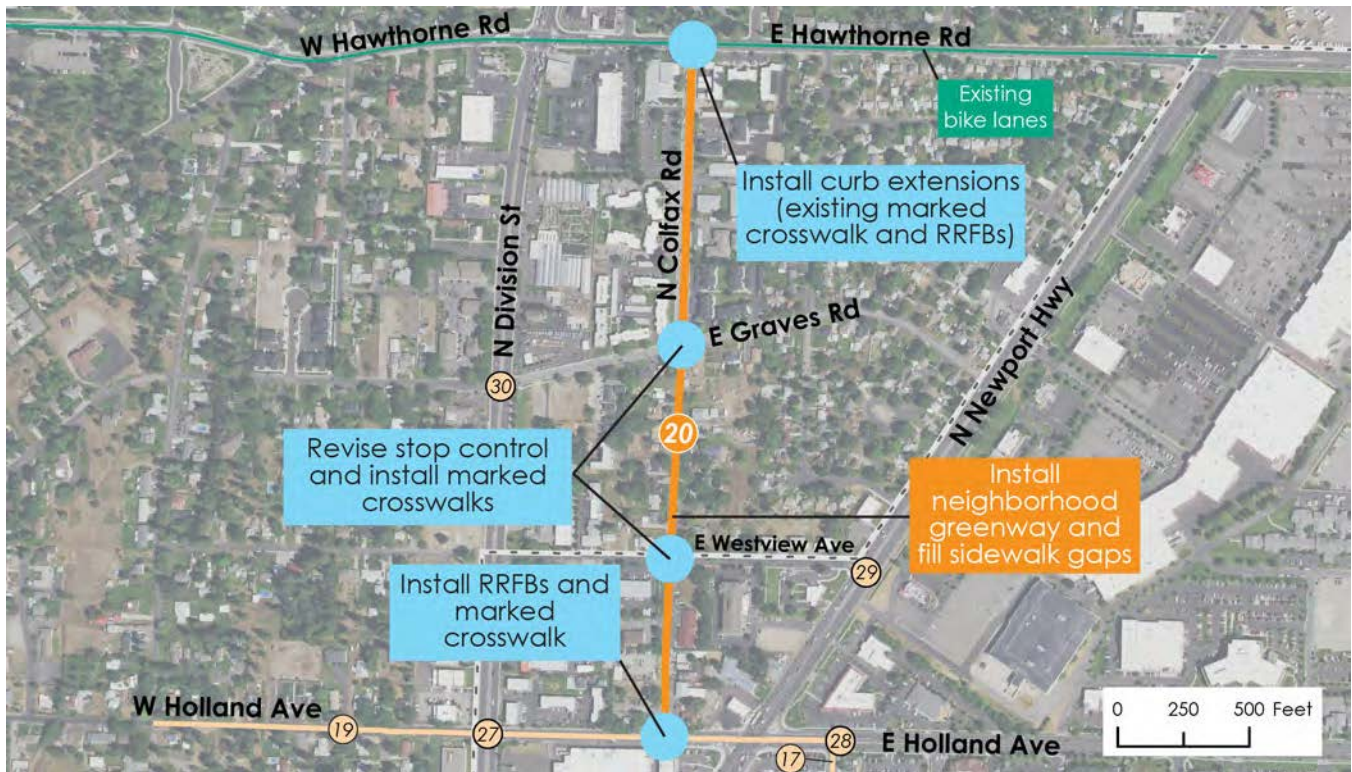 W Hawthorne Rd
E Hawthorne Rd
Existing
bike lanes
Install curb extensions
(existing marked
crosswalk and RRFBs)
N Colfax Rd
N Division St
E Graves Rd
N Newport Hwy
30
20
Revise stop control
and install marked
crosswalks
Install
neighborhood
greenway and
fill sidewalk gaps
E Westview Ave
29
Install RRFBs and
marked
crosswalk
W Holland Ave
19
27
28
17
E Holland Ave
0 250 500 Feet